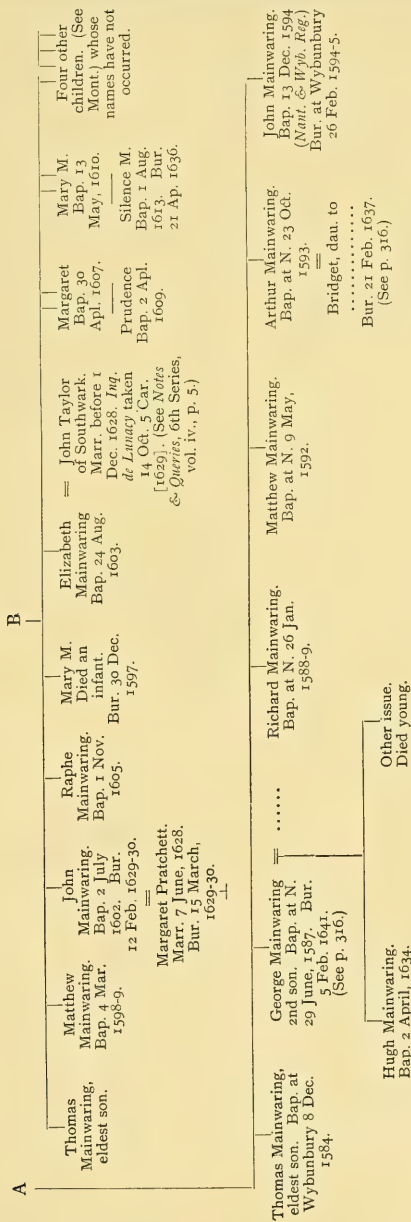 A
B
Thomas
Mainwaring,
eldest son.
Matthew
Mainwaring.
Bap. 4 Mar.
1598-9.
John
Mainwaring.
Bap. 2 July
1602. Bur.
12 Feb. 1629-30.
=
Margaret Pratchett.
Marr. 7 June, 1628.
Bur. 15 March,
1629-30.
Raphe
Mainwaring.
Bap. 1 Nov.
1605.
Mary M.
Died an
infant.
Bur. 30 Dec.
1597.
Elizabeth
Mainwaring
Bap. 24 Aug.
1603.
= John Taylor
of Southwark.
Marr. before 1
Dec. 1628. Inq.
de Lunacy taken
14 Oct. 5 Car.
[1629]. (See Notes
& Queries, 6th Series,
vol. iv., p. 5.)
Margaret
Bap. 30
Apl. 1607.
Prudence
Bap. 2 Apl.
1609.
Mary M.
Bap. 13
May, 1610.
Silence M.
Bap. 1 Aug.
1613. Bur.
21 Ap. 1636.
Four other
children. (See
Mont.) whose
names have not
occurred.
Thomas Mainwaring,
eldest son. Bap. at
Wybunbury 8 Dec.
1584.
George Mainwaring
2nd son. Bap. at N.
29 June, 1587. Bur.
5 Feb. 1641.
(See p. 316.)
= ......
Hugh Mainwaring.
Bap. 2 April, 1634.
Other issue.
Died young.
Richard Mainwaring.
Bap. at N. 26 Jan.
1588-9.
Matthew Mainwaring.
Bap. at N. 9 May,
1592.
Arthur Mainwaring.
Bap. at N. 23 Oct.
1593.
=
Bridget, dau. to
...............
Bur. 21 Feb. 1637.
(See p. 316.)
John Mainwaring.
Bap. 13 Dec. 1594
(Nant. & Wyb. Reg.)
Bur. at Wybunbury
26 Feb. 1594-5.